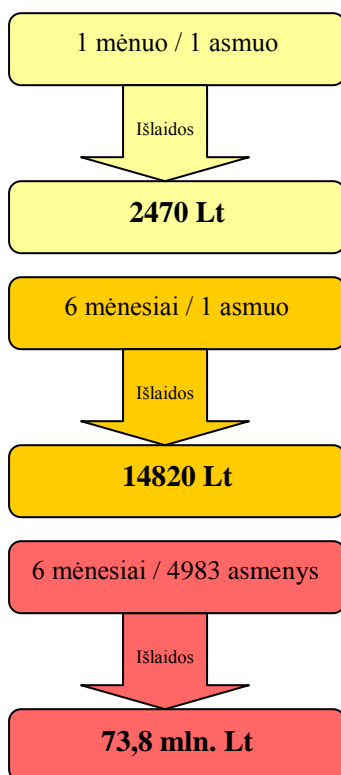 1 mėnuo / 1 asmuo
Išlaidos
2470 Lt
6 mėnesiai / 1 asmuo
Išlaidos
14820 Lt
6 mėnesiai / 4983 asmenys
Išlaidos
73,8 mln. Lt